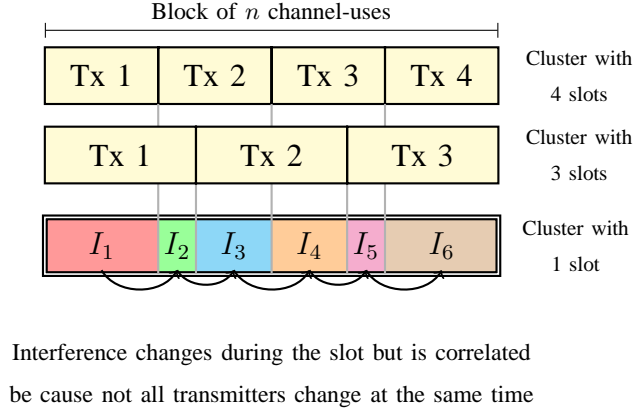 Block of n channel-uses
Tx 1 Tx 2 Tx 3 Tx 4
Cluster with
4 slots
Tx 1 Tx 2 Tx 3
Cluster with
3 slots
I₁ I₂ I₃ I₄ I₅ I₆
Cluster with
1 slot
Interference changes during the slot but is correlated
be cause not all transmitters change at the same time